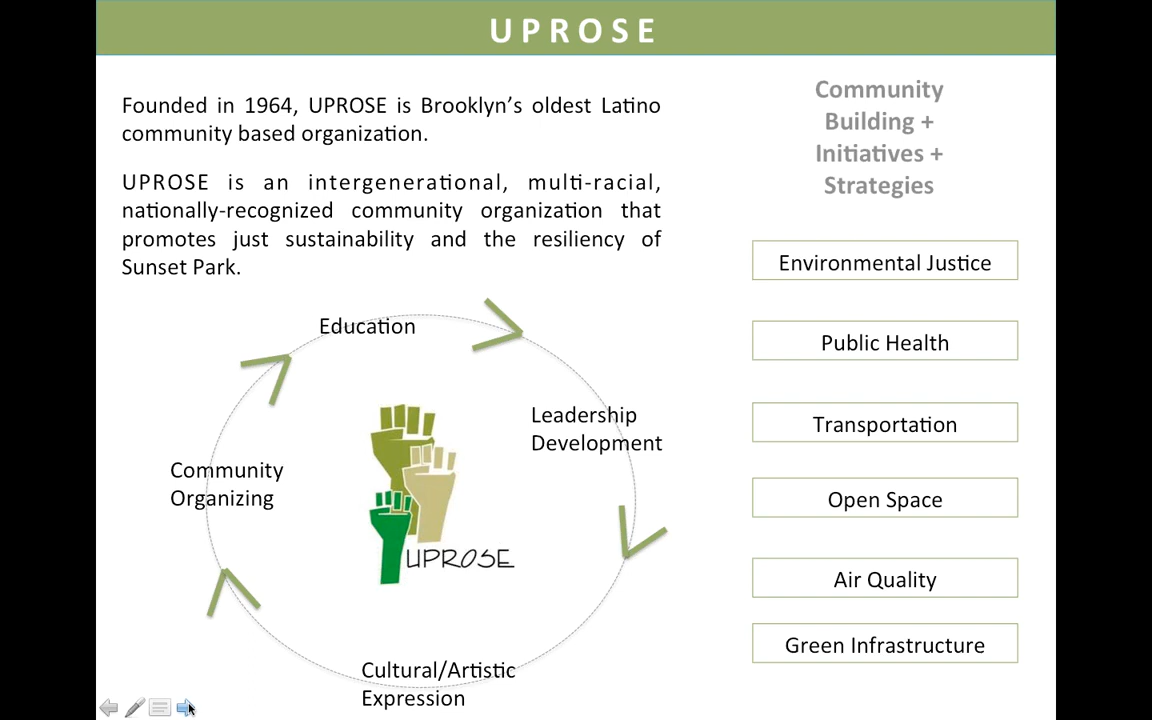 UPROSE
Founded in 1964, UPROSE is Brooklyn’s oldest Latino
community based organization.
UPROSE is an intergenerational, multi-racial,
nationally-recognized community organization that
promotes just sustainability and the resiliency of
Sunset Park.
Education
Leadership
Development
Community
Organizing
UPROSE
Cultural/Artistic
Expression
Community
Building +
Initiatives +
Strategies
Environmental Justice
Public Health
Transportation
Open Space
Air Quality
Green Infrastructure